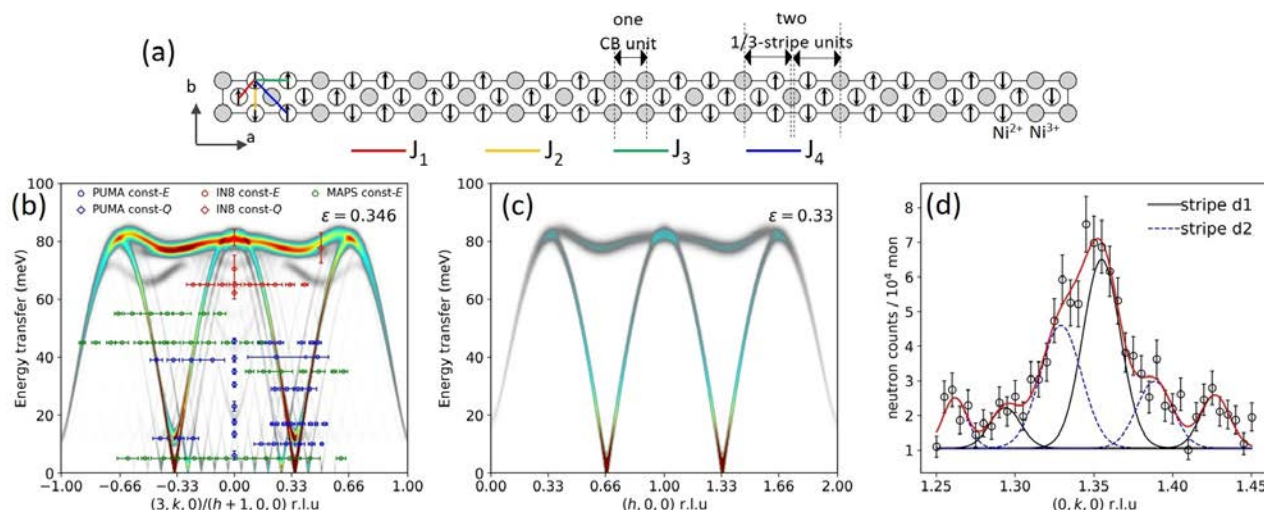 one
CB unit
two
1/3-stripe units
(a)
b
a
Ni2+ Ni3+
J1 J2 J3 J4
(b)
PUMA const-E IN8 const-E MAPS const-E
PUMA const-Q IN8 const-Q
ε = 0.346
100
80
60
40
20
0
Energy transfer (meV)
−1.00 −0.66 −0.33 0.00 0.33 0.66 1.00
(3, k, 0)/(h + 1, 0, 0) r.l.u
(c)
ε = 0.33
100
80
60
40
20
0
Energy transfer (meV)
0.00 0.33 0.66 1.00 1.33 1.66 2.00
(h, 0, 0) r.l.u
(d)
stripe d1
stripe d2
8
7
6
5
4
3
2
1
neutron counts / 10⁴ mon
1.25 1.30 1.35 1.40 1.45
(0, k, 0) r.l.u